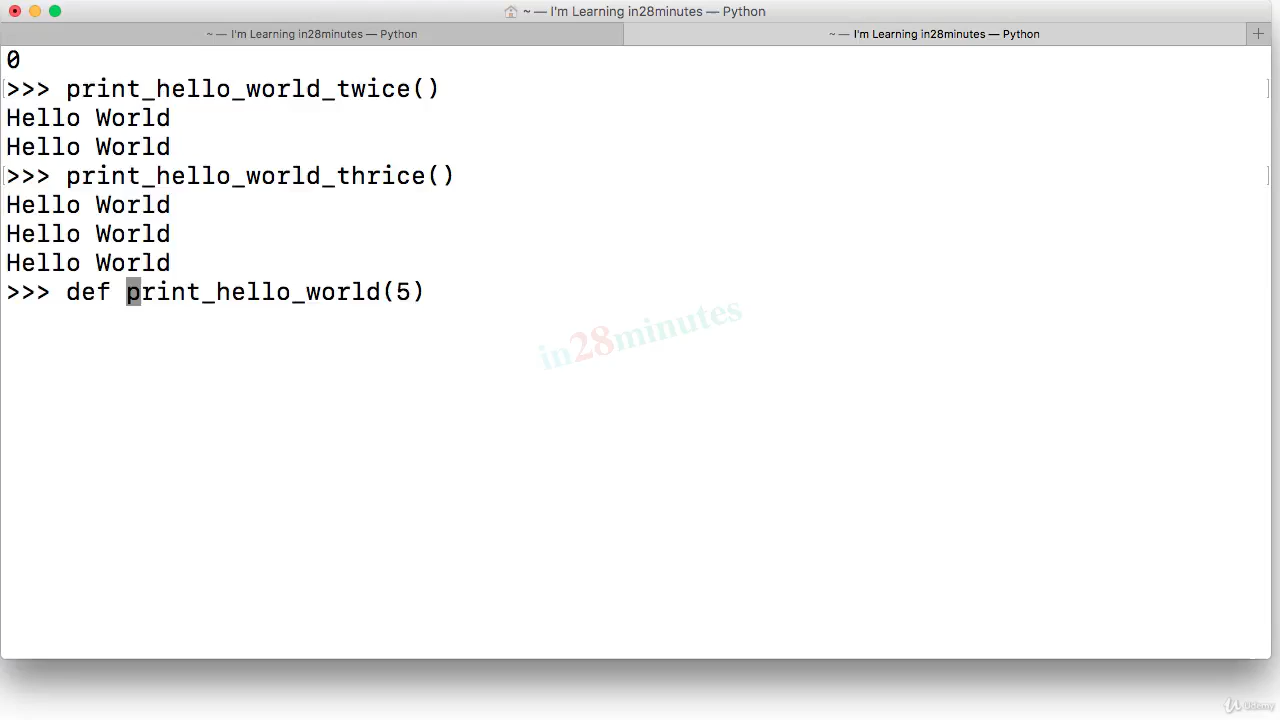 ~ — I'm Learning in28minutes — Python
~ — I'm Learning in28minutes — Python
~ — I'm Learning in28minutes — Python
0
>>> print_hello_world_twice()
Hello World
Hello World
>>> print_hello_world_thrice()
Hello World
Hello World
Hello World
>>> def print_hello_world(5)
in28minutes
Udemy